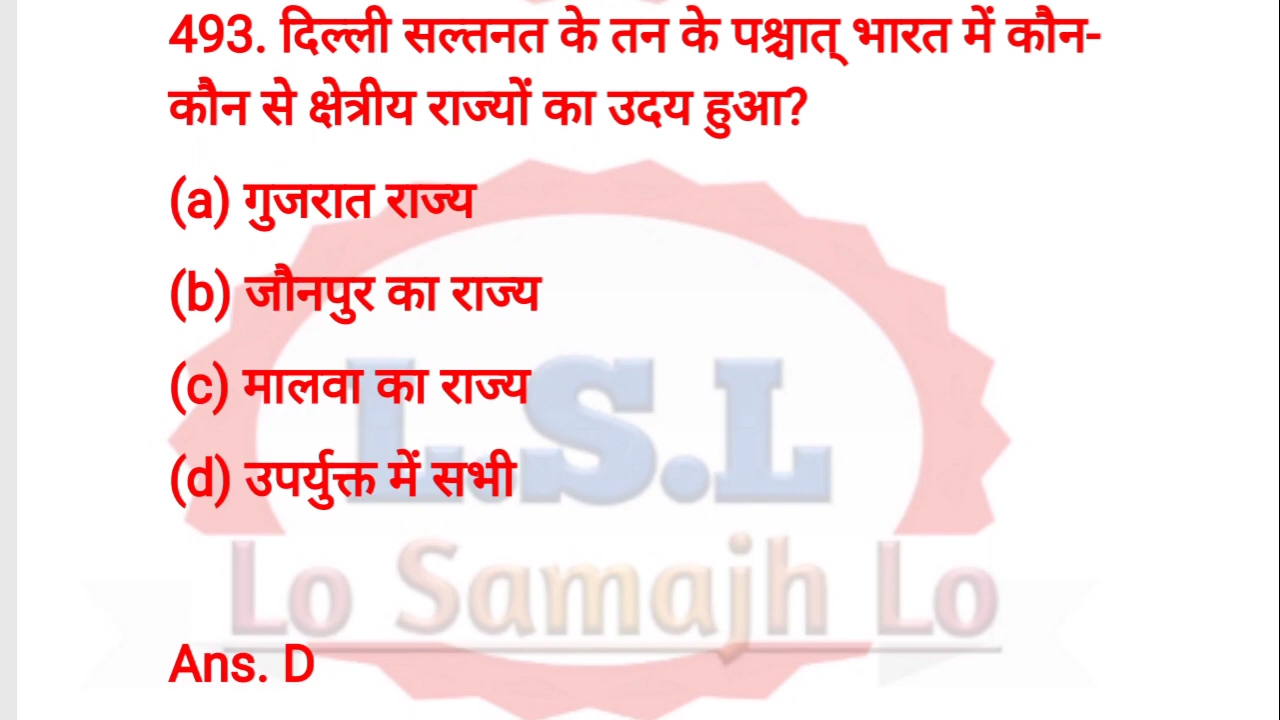 493. दिल्ली सल्तनत के तन के पश्चात् भारत में कौन-
कौन से क्षेत्रीय राज्यों का उदय हुआ?
(a) गुजरात राज्य
(b) जौनपुर का राज्य
(c) मालवा का राज्य
(d) उपर्युक्त में सभी
L.S.L
Lo Samajh Lo
Ans. D